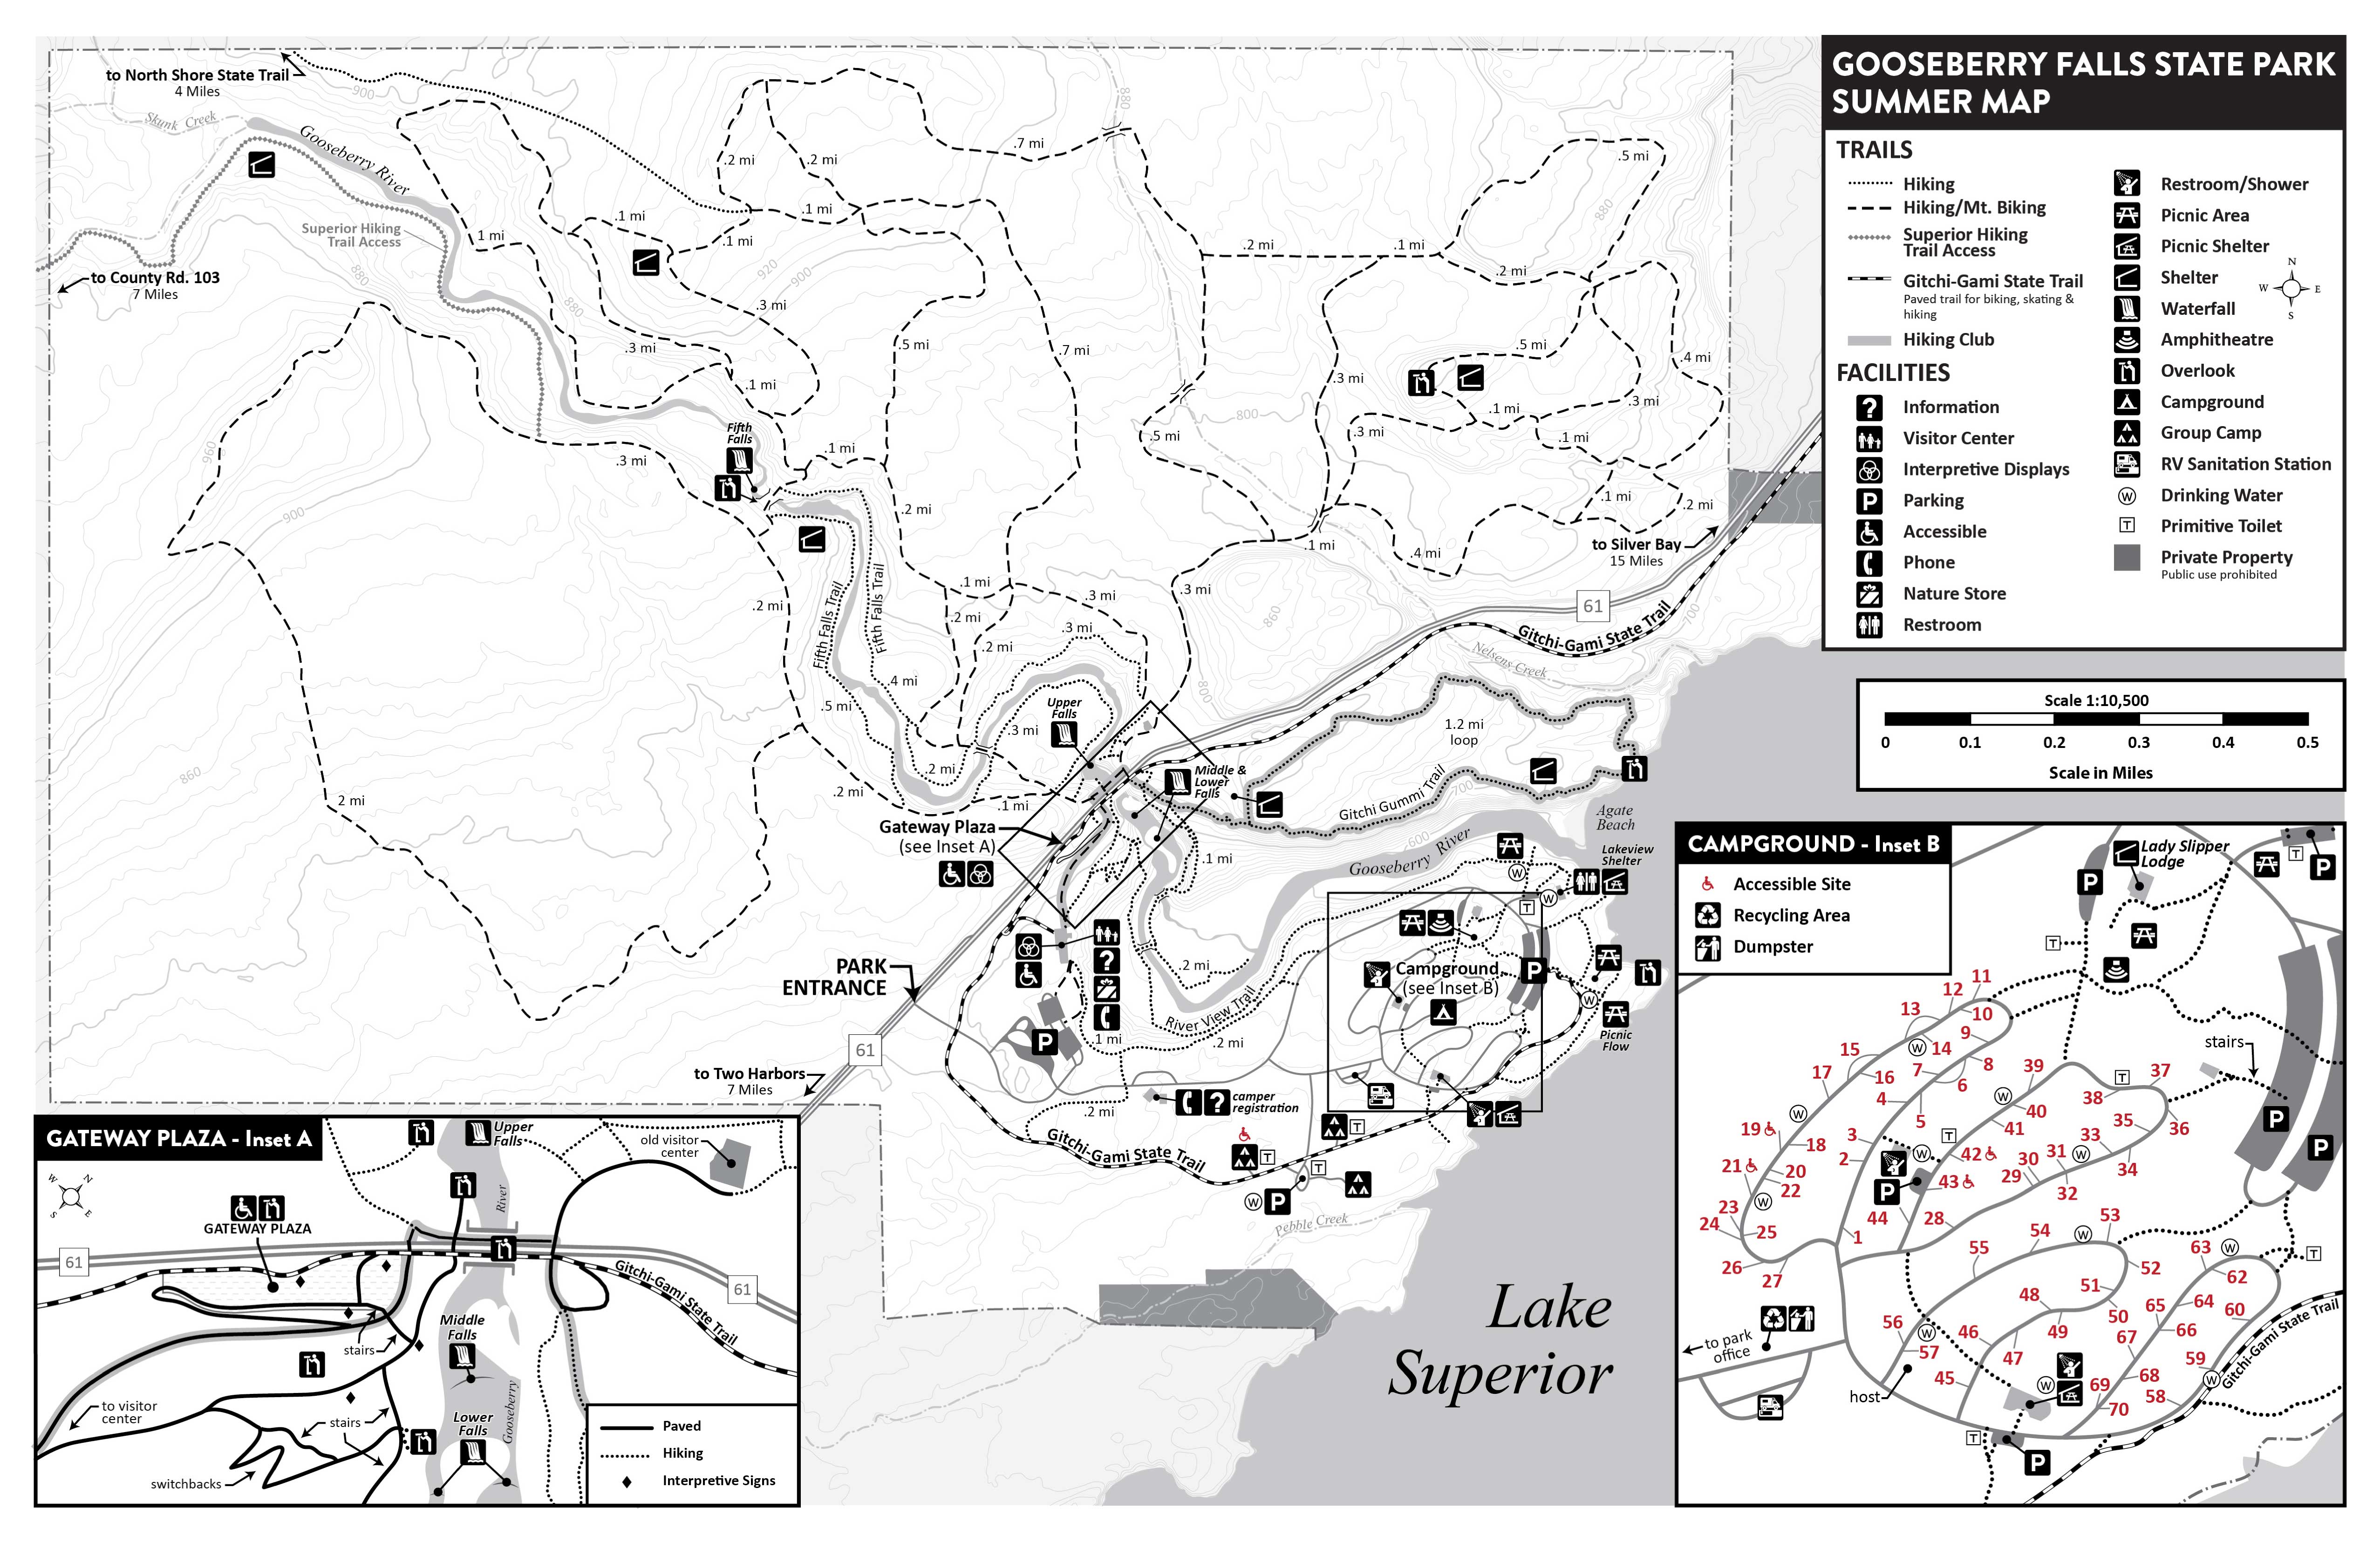 GOOSEBERRY FALLS STATE PARK
SUMMER MAP
TRAILS
Hiking
Hiking/Mt. Biking
Superior Hiking
Trail Access
Gitchi-Gami State Trail
Paved trail for biking, skating &
hiking
Hiking Club
FACILITIES
?
Information
Visitor Center
Interpretive Displays
P
Parking
Accessible
Phone
Nature Store
Restroom
Restroom/Shower
Picnic Area
Picnic Shelter
Shelter
Waterfall
Amphitheatre
Overlook
Campground
Group Camp
RV Sanitation Station
W
Drinking Water
T
Primitive Toilet
Private Property
Public use prohibited
N
W
E
S
Scale 1:10,500
0
0.1
0.2
0.3
0.4
0.5
Scale in Miles
to North Shore State Trail
4 Miles
900
Skunk Creek
Gooseberry River
Superior Hiking
Trail Access
to County Rd. 103
7 Miles
880
960
900
860
1 mi
.1 mi
.1 mi
.2 mi
.2 mi
.1 mi
.7 mi
880
920
900
880
.3 mi
.3 mi
.1 mi
.3 mi
Fifth
Falls
.1 mi
.5 mi
.7 mi
.2 mi
.2 mi
.1 mi
.5 mi
880
.2 mi
.3 mi
.5 mi
.4 mi
.3 mi
.1 mi
.3 mi
.1 mi
800
.5 mi
.1 mi
.2 mi
.1 mi
.4 mi
to Silver Bay
15 Miles
61
Gitchi-Gami State Trail
700
Nelsens Creek
860
800
.3 mi
.1 mi
.3 mi
.2 mi
.3 mi
.2 mi
Fifth Falls Trail
Fifth Falls Trail
.2 mi
.4 mi
.5 mi
.3 mi
Upper
Falls
.2 mi
.2 mi
.1 mi
2 mi
Middle &
Lower
Falls
1.2 mi
loop
Gitchi Gummi Trail
700
600
Gooseberry River
Agate
Beach
Lakeview
Shelter
Gateway Plaza
(see Inset A)
.1 mi
W
W
T
PARK
ENTRANCE
?
P
.2 mi
River View Trail
.1 mi
.2 mi
Campground
(see Inset B)
P
W
Picnic
Flow
61
to Two Harbors
7 Miles
?
camper
registration
.2 mi
Gitchi-Gami State Trail
T
T
T
W
P
Pebble Creek
Lake
Superior
GATEWAY PLAZA - Inset A
N
W
E
S
Upper
Falls
old visitor
center
River
GATEWAY PLAZA
61
61
Gitchi-Gami State Trail
Middle
Falls
stairs
to visitor
center
stairs
switchbacks
Lower
Falls
Gooseberry
Paved
Hiking
Interpretive Signs
CAMPGROUND - Inset B
Accessible Site
Recycling Area
Dumpster
Lady Slipper
Lodge
P
T
P
T
stairs
P
P
11
12
13
10
9
W
14
15
8
7
6
16
17
4
5
39
T
37
W
38
40
35
36
W
19
18
3
2
41
T
33
W
42
31
W
34
30
21
20
22
43
29
32
W
P
23
24
25
44
28
1
26
27
53
54
W
55
63
W
T
62
52
51
48
50
65
64
60
56
W
57
46
49
67
66
47
59
45
W
69
68
W
58
70
host
to park
office
T
P
Gitchi-Gami State Trail